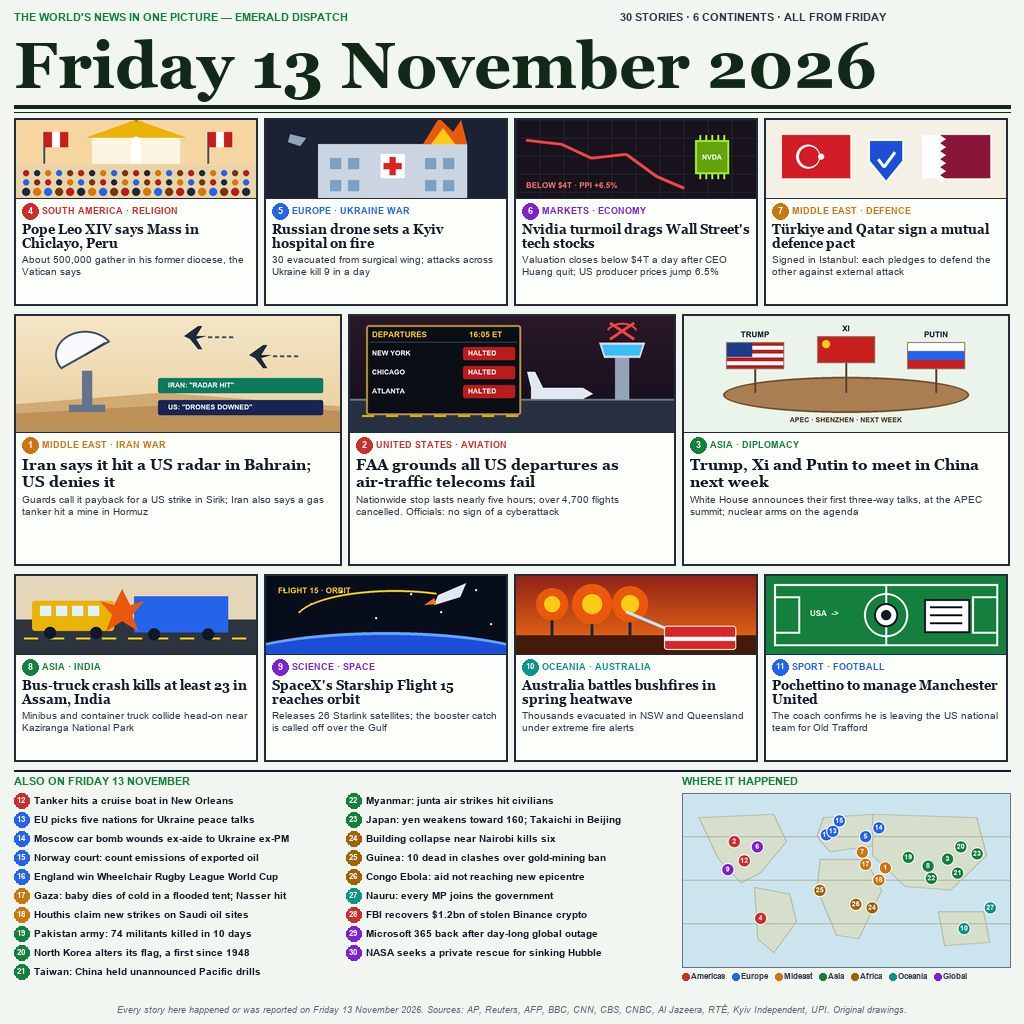 THE WORLD'S NEWS IN ONE PICTURE — EMERALD DISPATCH
30 STORIES · 6 CONTINENTS · ALL FROM FRIDAY
Friday 13 November 2026
4 SOUTH AMERICA · RELIGION
Pope Leo XIV says Mass in
Chiclayo, Peru
About 500,000 gather in his former diocese, the
Vatican says
5 EUROPE · UKRAINE WAR
Russian drone sets a Kyiv
hospital on fire
30 evacuated from surgical wing; attacks across
Ukraine kill 9 in a day
NVDA
BELOW $4T · PPI +6.5%
6 MARKETS · ECONOMY
Nvidia turmoil drags Wall Street's
tech stocks
Valuation closes below $4T a day after CEO
Huang quit; US producer prices jump 6.5%
7 MIDDLE EAST · DEFENCE
Türkiye and Qatar sign a mutual
defence pact
Signed in Istanbul: each pledges to defend the
other against external attack
IRAN: "RADAR HIT"
US: "DRONES DOWNED"
1 MIDDLE EAST · IRAN WAR
Iran says it hit a US radar in Bahrain;
US denies it
Guards call it payback for a US strike in Sirik; Iran also says a gas
tanker hit a mine in Hormuz
DEPARTURES 16:05 ET
NEW YORK HALTED
CHICAGO HALTED
ATLANTA HALTED
2 UNITED STATES · AVIATION
FAA grounds all US departures as
air-traffic telecoms fail
Nationwide stop lasts nearly five hours; over 4,700 flights
cancelled. Officials: no sign of a cyberattack
TRUMP
XI
PUTIN
APEC · SHENZHEN · NEXT WEEK
3 ASIA · DIPLOMACY
Trump, Xi and Putin to meet in China
next week
White House announces their first three-way talks, at the APEC
summit; nuclear arms on the agenda
8 ASIA · INDIA
Bus-truck crash kills at least 23 in
Assam, India
Minibus and container truck collide head-on near
Kaziranga National Park
FLIGHT 15 · ORBIT
9 SCIENCE · SPACE
SpaceX's Starship Flight 15
reaches orbit
Releases 26 Starlink satellites; the booster catch
is called off over the Gulf
10 OCEANIA · AUSTRALIA
Australia battles bushfires in
spring heatwave
Thousands evacuated in NSW and Queensland
under extreme fire alerts
USA ->
11 SPORT · FOOTBALL
Pochettino to manage Manchester
United
The coach confirms he is leaving the US national
team for Old Trafford
ALSO ON FRIDAY 13 NOVEMBER
12 Tanker hits a cruise boat in New Orleans
13 EU picks five nations for Ukraine peace talks
14 Moscow car bomb wounds ex-aide to Ukraine ex-PM
15 Norway court: count emissions of exported oil
16 England win Wheelchair Rugby League World Cup
17 Gaza: baby dies of cold in a flooded tent; Nasser hit
18 Houthis claim new strikes on Saudi oil sites
19 Pakistan army: 74 militants killed in 10 days
20 North Korea alters its flag, a first since 1948
21 Taiwan: China held unannounced Pacific drills
22 Myanmar: junta air strikes hit civilians
23 Japan: yen weakens toward 160; Takaichi in Beijing
24 Building collapse near Nairobi kills six
25 Guinea: 10 dead in clashes over gold-mining ban
26 Congo Ebola: aid not reaching new epicentre
27 Nauru: every MP joins the government
28 FBI recovers $1.2bn of stolen Binance crypto
29 Microsoft 365 back after day-long global outage
30 NASA seeks a private rescue for sinking Hubble
WHERE IT HAPPENED
15
13
14
5
2
6
12
9
7
17
1
18
19
20
3
23
8
22
21
25
26
24
27
4
10
Americas Europe Mideast Asia Africa Oceania Global
Every story here happened or was reported on Friday 13 November 2026. Sources: AP, Reuters, AFP, BBC, CNN, CBS, CNBC, Al Jazeera, RTÉ, Kyiv Independent, UPI. Original drawings.